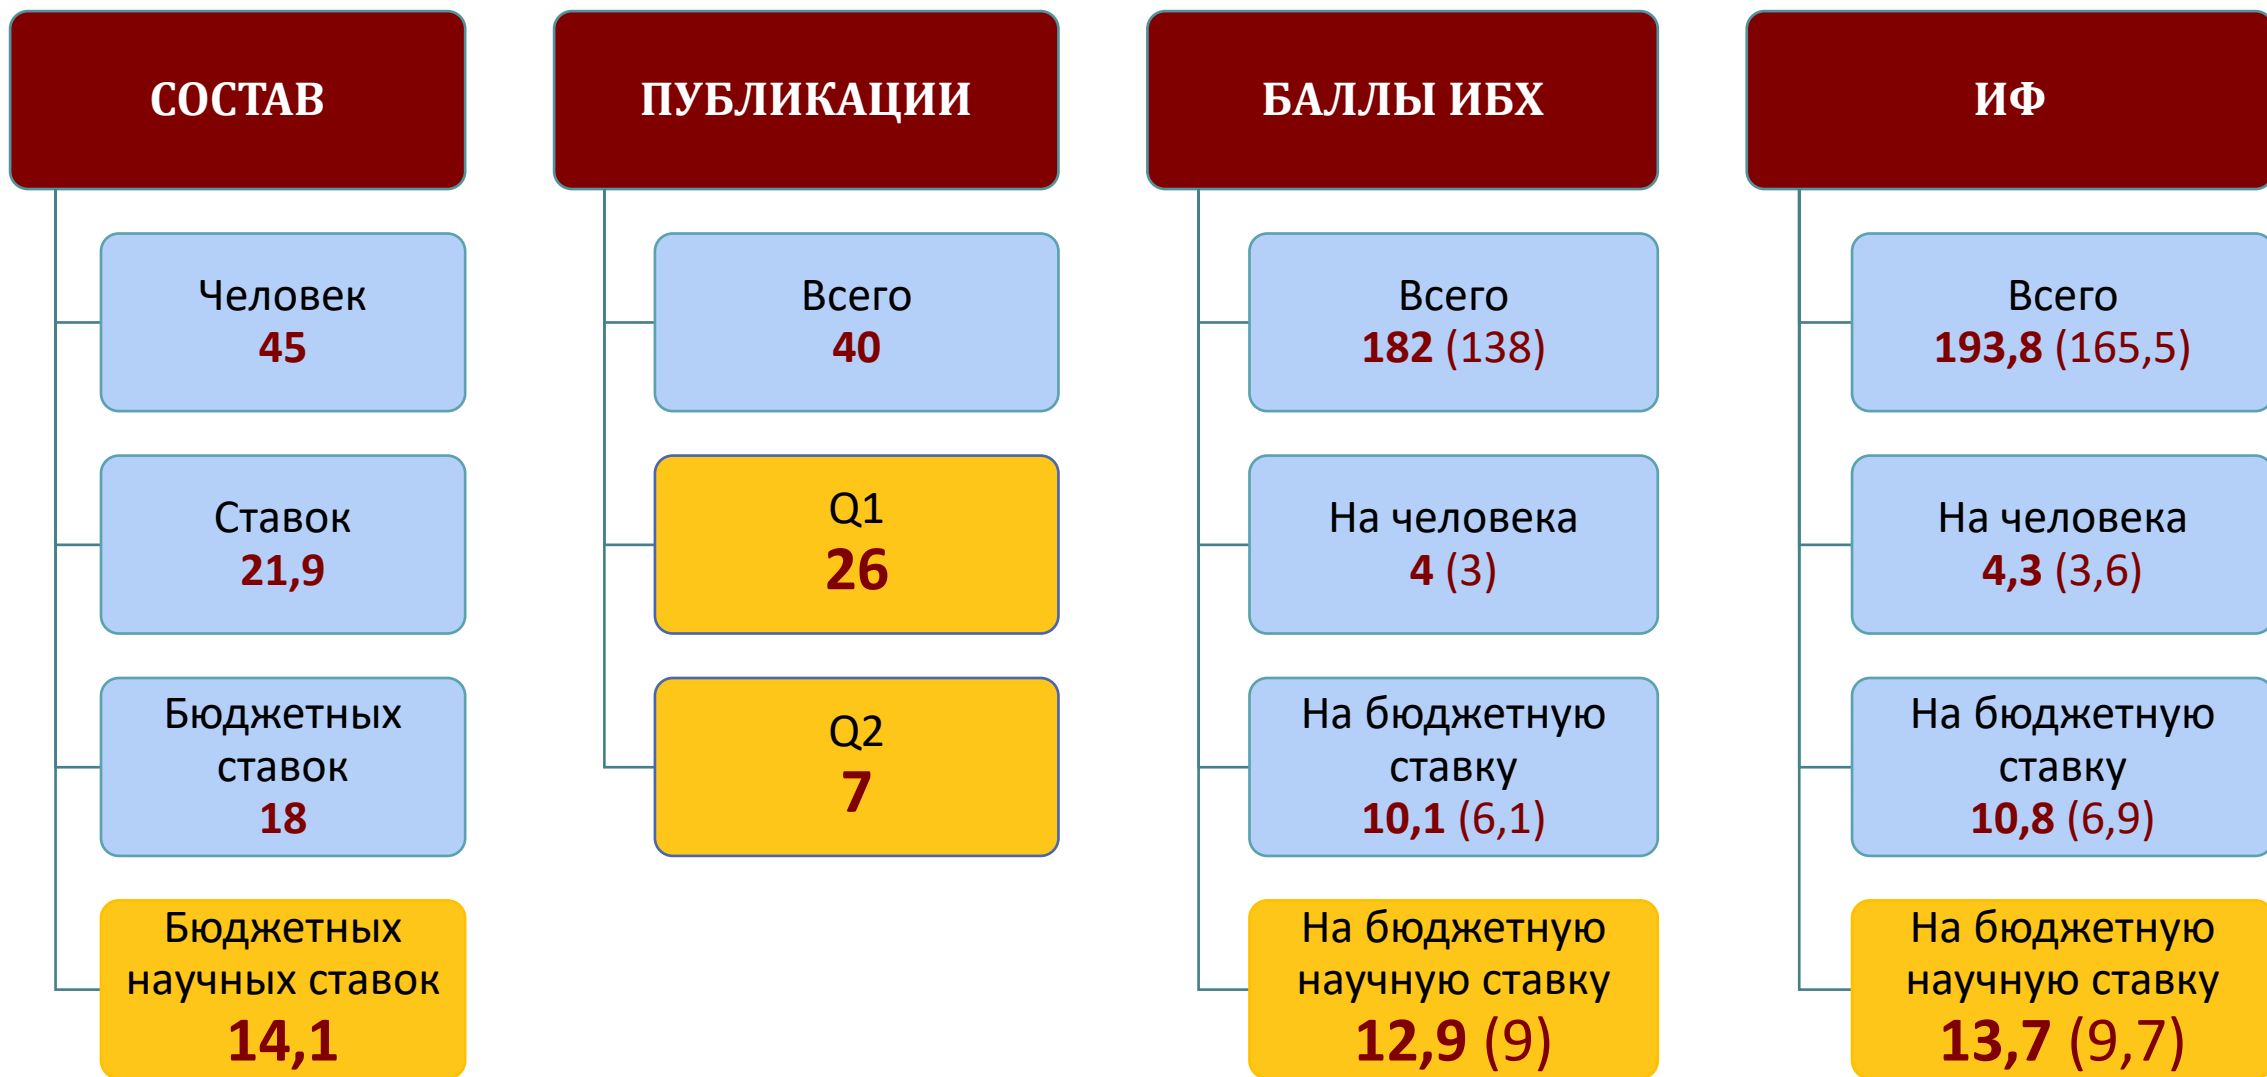 СОСТАВ
Человек
45
Ставок
21,9
Бюджетных
ставок
18
Бюджетных
научных ставок
14,1
ПУБЛИКАЦИИ
Всего
40
Q1
26
Q2
7
БАЛЛЫ ИБХ
Всего
182 (138)
На человека
4 (3)
На бюджетную
ставку
10,1 (6,1)
На бюджетную
научную ставку
12,9 (9)
ИФ
Всего
193,8 (165,5)
На человека
4,3 (3,6)
На бюджетную
ставку
10,8 (6,9)
На бюджетную
научную ставку
13,7 (9,7)